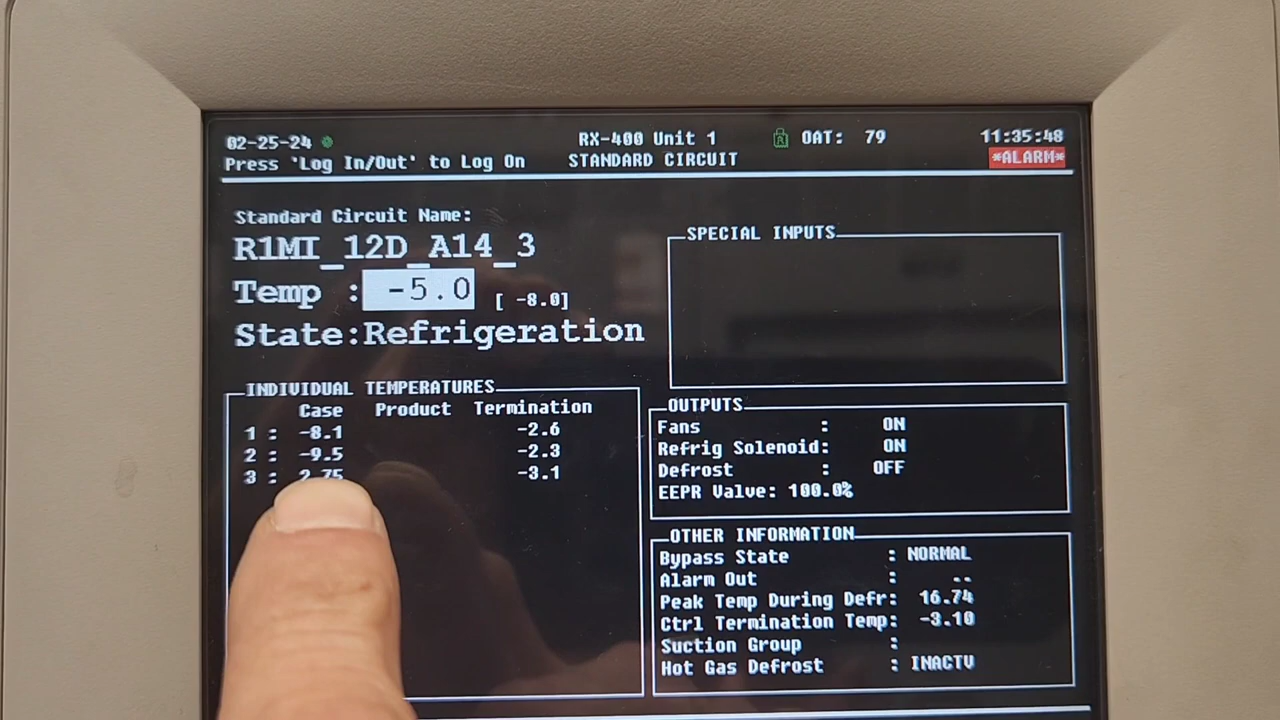 02-25-24 RX-400 Unit 1 R OAT: 79 11:35:48
Press 'Log In/Out' to Log On STANDARD CIRCUIT *ALARM*
Standard Circuit Name:
R1MI_12D_A14_3
Temp : -5.0 [ -8.0]
State:Refrigeration
SPECIAL INPUTS
INDIVIDUAL TEMPERATURES
Case Product Termination
1 : -8.1 -2.6
2 : -9.5 -2.3
3 : 2.75 -3.1
OUTPUTS
Fans : ON
Refrig Solenoid: ON
Defrost : OFF
EEPR Valve: 100.0%
OTHER INFORMATION
Bypass State : NORMAL
Alarm Out : --
Peak Temp During Defr: 16.74
Ctrl Termination Temp: -3.10
Suction Group :
Hot Gas Defrost : INACTV